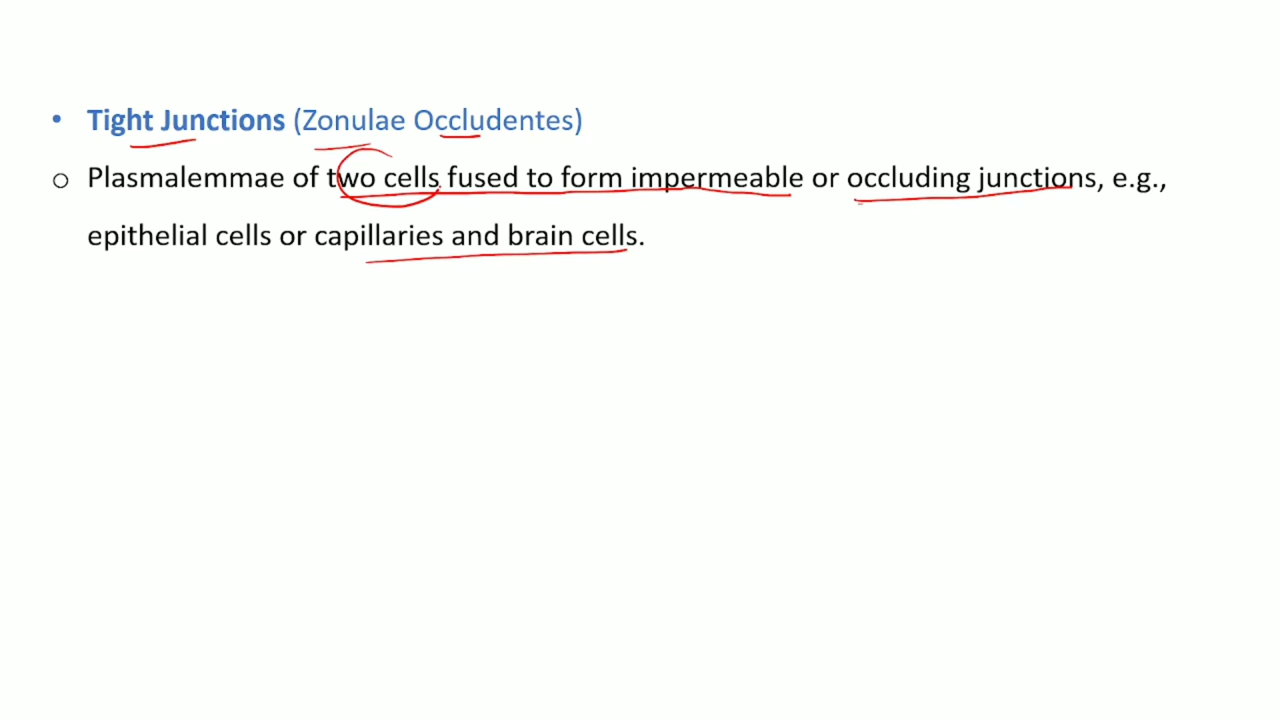 • Tight Junctions (Zonulae Occludentes)
o Plasmalemmae of two cells fused to form impermeable or occluding junctions, e.g.,
epithelial cells or capillaries and brain cells.